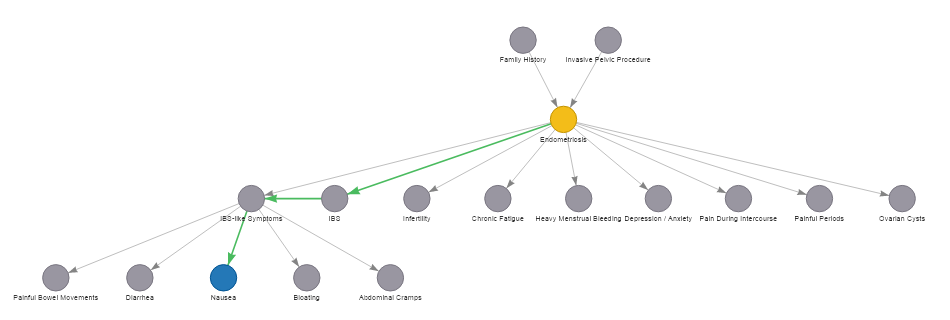 Family History
Invasive Pelvic Procedure
Endometriosis
IBS-like Symptoms
IBS
Infertility
Chronic Fatigue
Heavy Menstrual Bleeding
Depression / Anxiety
Pain During Intercourse
Painful Periods
Ovarian Cysts
Painful Bowel Movements
Diarrhea
Nausea
Bloating
Abdominal Cramps